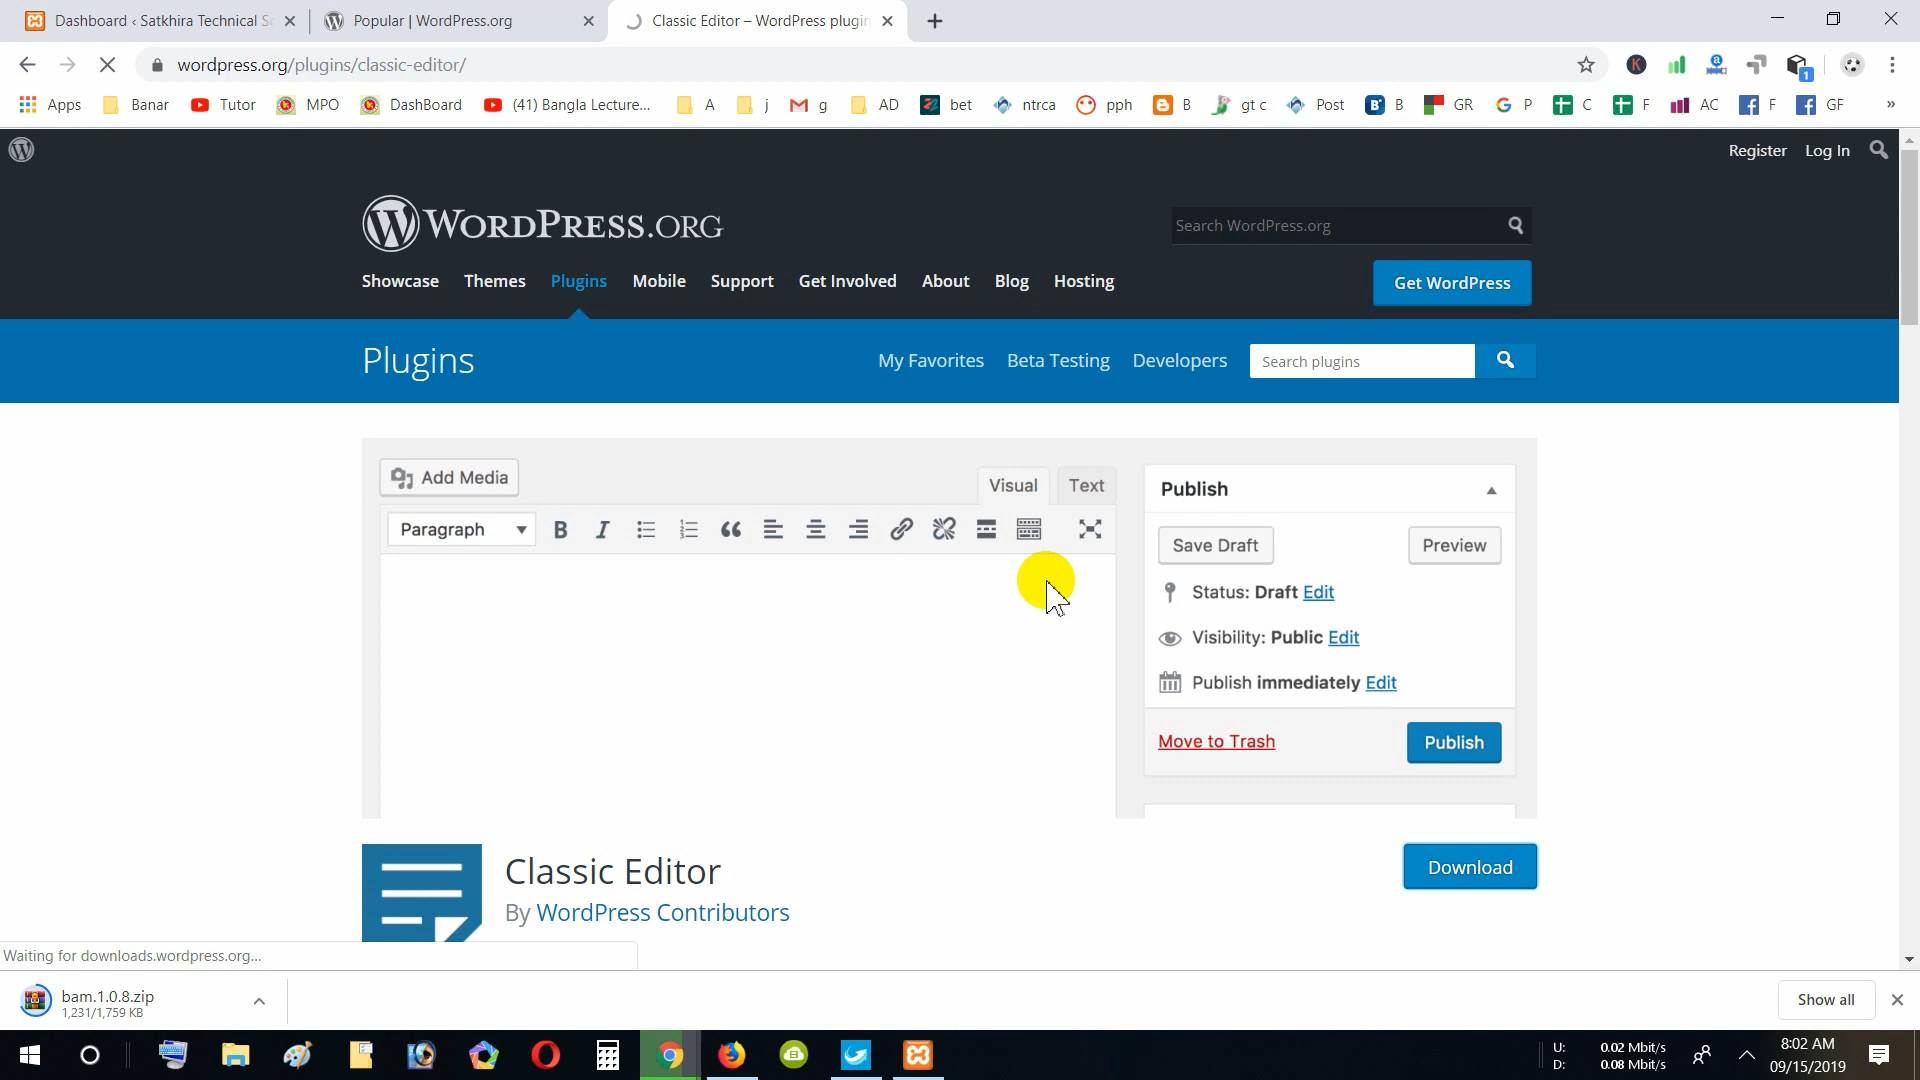 Dashboard ‹ Satkhira Technical Sc
Popular | WordPress.org
Classic Editor – WordPress plugin
wordpress.org/plugins/classic-editor/
Apps
Banar
Tutor
MPO
DashBoard
(41) Bangla Lecture...
A
j
g
AD
bet
ntrca
pph
B
gt c
Post
B
GR
P
C
F
AC
F
GF
»
Register
Log In
WORDPRESS.ORG
Search WordPress.org
Showcase
Themes
Plugins
Mobile
Support
Get Involved
About
Blog
Hosting
Get WordPress
Plugins
My Favorites
Beta Testing
Developers
Search plugins
Add Media
Visual
Text
Paragraph
B
I
Publish
Save Draft
Preview
Status: Draft Edit
Visibility: Public Edit
Publish immediately Edit
Move to Trash
Publish
Classic Editor
By WordPress Contributors
Download
Waiting for downloads.wordpress.org...
bam.1.0.8.zip
1,231/1,759 KB
Show all
U: 0.02 Mbit/s
D: 0.08 Mbit/s
8:02 AM
09/15/2019